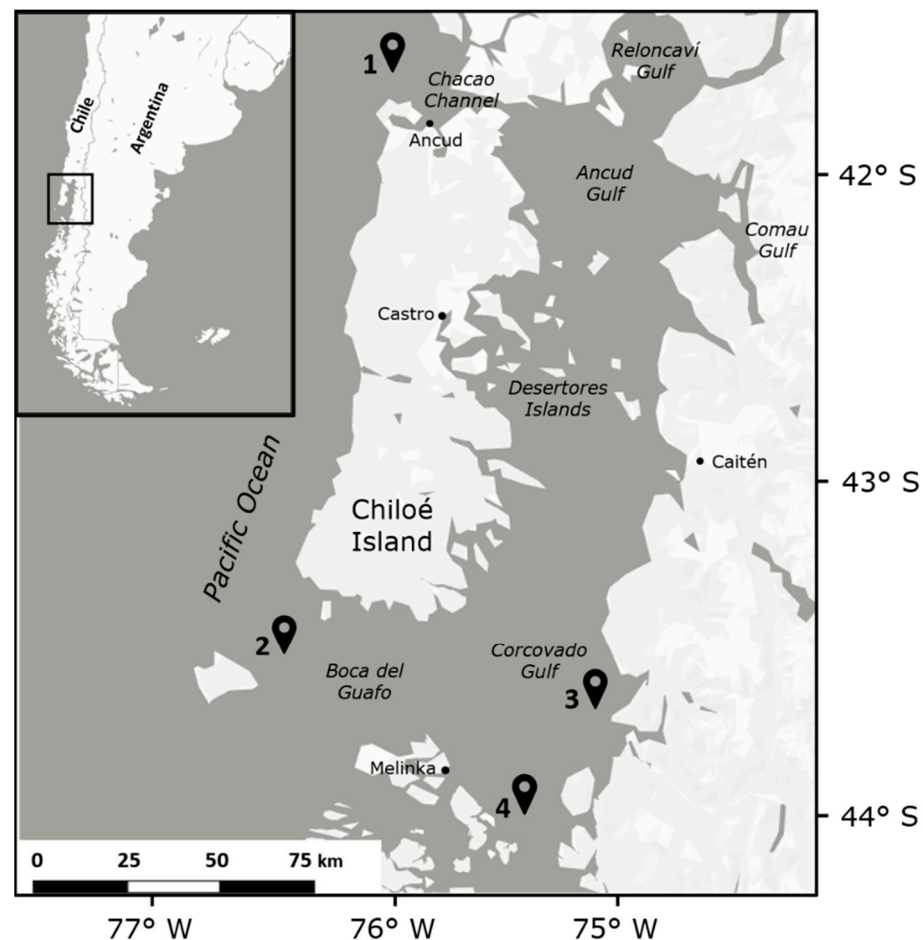 Chile
Argentina
1
Chacao
Channel
Reloncaví
Gulf
Ancud
Ancud
Gulf
42° S
Comau
Gulf
Castro
Desertores
Islands
Caitén
43° S
Pacific Ocean
Chiloé
Island
2
Boca del
Guafo
Corcovado
Gulf
3
Melinka
4
44° S
0 25 50 75 km
77° W 76° W 75° W